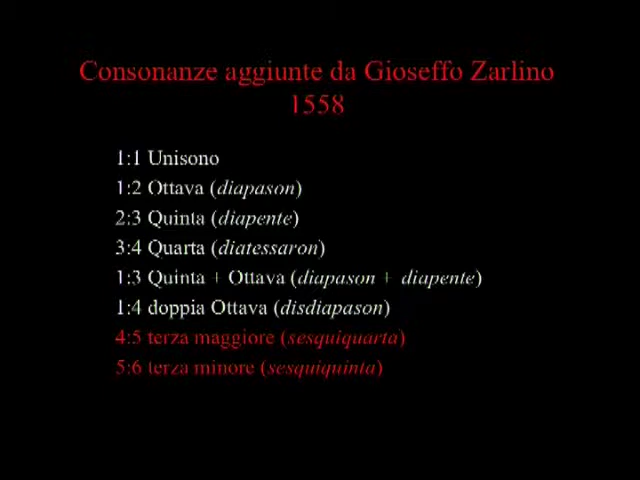 Consonanze aggiunte da Gioseffo Zarlino
1558
1:1 Unisono
1:2 Ottava (diapason)
2:3 Quinta (diapente)
3:4 Quarta (diatessaron)
1:3 Quinta + Ottava (diapason + diapente)
1:4 doppia Ottava (disdiapason)
4:5 terza maggiore (sesquiquarta)
5:6 terza minore (sesquiquinta)